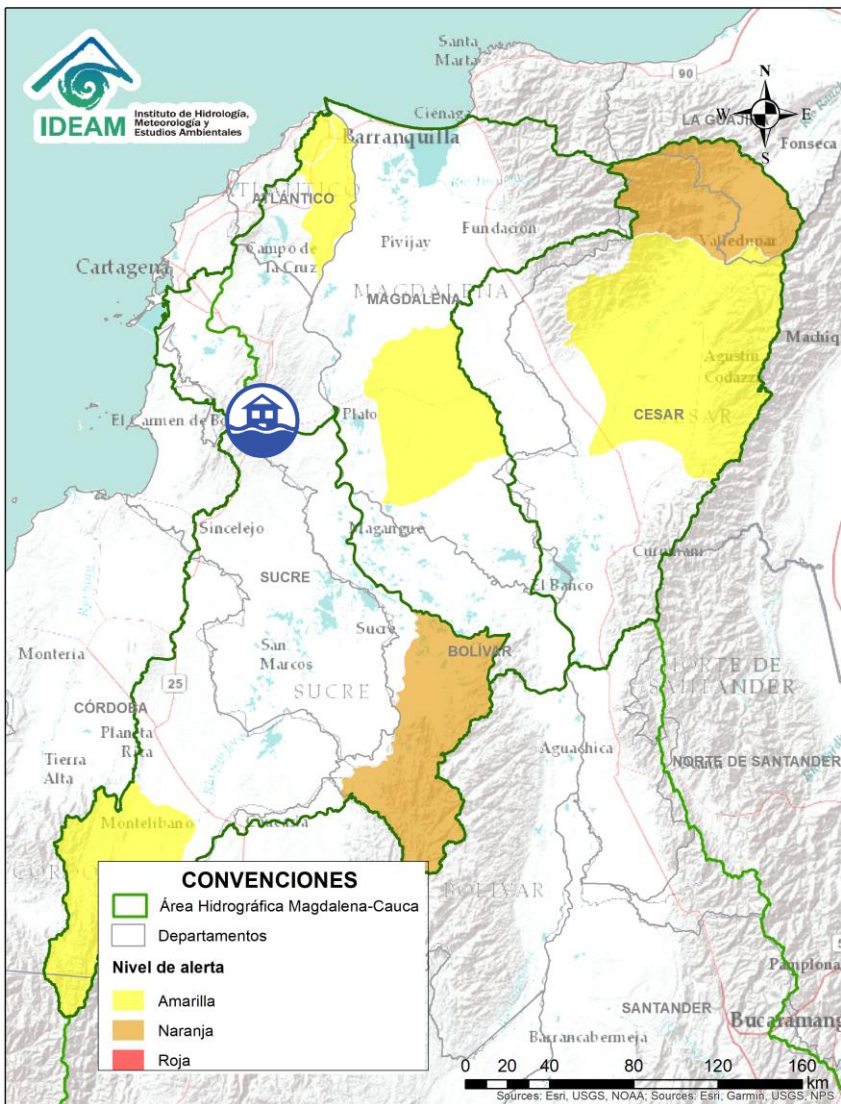 IDEAM
Instituto de Hidrología,
Meteorología y
Estudios Ambientales
Santa
Marta
90
N
W
E
S
LA GUAJIRA
Ciénaga
Barranquilla
Fonseca
ATLANTICO
ATLÁNTICO
Fundación
Pivijay
Valledupar
Campo de
la Cruz
Cartagena
MAGDALENA
MAGDALENA
Machiq
Agustín
Codazzi
El Carmen de Bo
Plato
CESAR
Sincelejo
Magangue
Curumaní
El Banco
SUCRE
Sucre
BOLÍVAR
San
Marcos
Montería
SUCRE
NORTE DE
SANTANDER
25
CÓRDOBA
Planeta
Rica
Tierra
Alta
Aguachica
NORTE DE SANTANDER
Montelíbano
BOLÍVAR
CONVENCIONES
Área Hidrográfica Magdalena-Cauca
Departamentos
Nivel de alerta
Amarilla
Naranja
Roja
Pamplona
SANTANDER
Bucaramang
Barrancabermeja
0 20 40 80 120 160
km
Sources: Esri, USGS, NOAA; Sources: Esri, Garmin, USGS, NPS